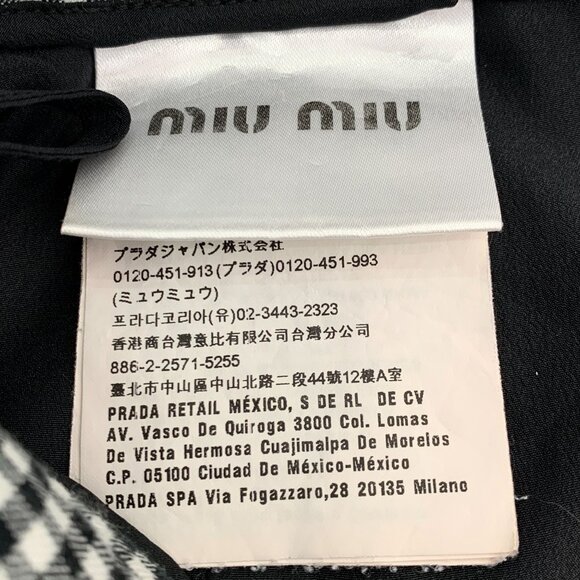 miu miu
プラダジャパン株式会社
0120-451-913(プラダ)0120-451-993
(ミュウミュウ)
프라다코리아(유)02-3443-2323
香港商台灣意比有限公司台灣分公司
886-2-2571-5255
臺北市中山區中山北路二段44號12樓A室
PRADA RETAIL MÉXICO, S DE RL DE CV
AV. Vasco De Quiroga 3800 Col. Lomas
De Vista Hermosa Cuajimalpa De Morelos
C.P. 05100 Ciudad De México-México
PRADA SPA Via Fogazzaro,28 20135 Milano